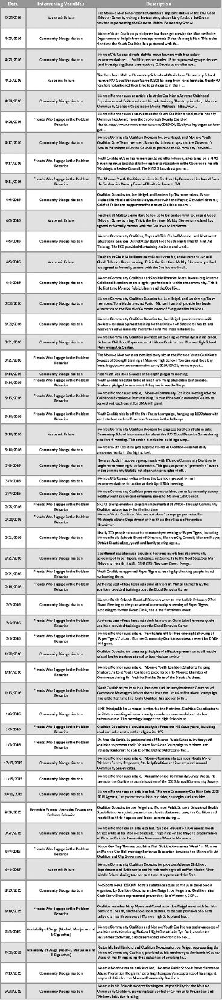 Date Intervening Variables Description
5/22/2016 Academic Failure The Monroe Monitor covers the Coalition's implementation of the PAX Good
Behavior Game by writing a feature story about Mary Reule, a 1st Grade
teacher implementing the Game at Maltby Elementary School.
4/25/2016 Community Disorganization Monroe Youth Coalition participates in a focus group with the Monroe Police
Department to help inform the department's 5-Year Strategic Plan. This is the
first time the Youth Coalition has partnered with th...
4/25/2016 Community Disorganization Monroe City Council directs staff to move forward with four policy
recommendations: 1. Prohibit persons under 18 from possessing vape devices
(and investigating State preemption); 2. Develop an ordinance...
4/25/2016 Academic Failure Teachers from Maltby Elementary School and Chain Lake Elementary School
receive PAX Good Behavior Game (GBG) training from Paxis Institute. Nearly 40
teachers volunteered their time to participate in this 7 ...
4/24/2016 Community Disorganization Monroe Monitor runs an article about the Coalition's Adverse Childhood
Experiences and Evidence-based Kernels training. The story is called, 'Monroe
Community Coalition Coordinator Mixing Methods.' http://ww...
4/24/2016 Friends Who Engage in the Problem
Behavior
Monroe Monitor runs a story about the Youth Coalition's receipt of a Healthy
Communities Award from the Snohomish County Board of
Health. http://www.monroemonitor.com/2016/04/25/sky-valley-organizations-
get-...
4/17/2016 Community Disorganization Monroe Community Coalition Coordinator, Joe Neigel, and Monroe Youth
Coalition Core Team member, Samantha Johnson, speak to the Governor's
Results Washington Review Council to promote the Community Preventi...
4/17/2016 Friends Who Engage in the Problem
Behavior
Youth Coalition Core Team member, Samantha Johnson, is featured on a KING
5 evening news broadcast following her participation in the Governor's Results
Washington Review Council. The KING 5 broadcast promo...
4/11/2016 Friends Who Engage in the Problem
Behavior
The Monroe Youth Coalition receives its first Healthy Communities Award from
the Snohomish County Board of Health in Everett, WA.
4/6/2016 Community Disorganization Coalition Coordinator, Joe Neigel, and Leadership Team Members, Pastor
Michael Hanford and Cherie Matyas, meet with the Mayor, City Administrator,
Chief of Police and support staff to discuss Coalition recom...
4/5/2016 Academic Failure Teachers at Maltby Elementary School vote for, and commit to, unpaid Good
Behavior Game training. This is the first time Maltby Elementary school has
agreed to formally partner with the Coalition to implemen...
4/5/2016 Community Disorganization Monroe Community Coalition, Boys and Girls Club of Monroe, and Northwest
Educational Services District #189 (ESD) host Youth Mental Health First Aid
Training. The ESD provided the training, trainers and work...
4/5/2016 Academic Failure Teachers at Chain Lake Elementary School vote for, and commit to, unpaid
Good Behavior Game training. This is the first time Maltby Elementary school
has agreed to formally partner with the Coalition to impl...
4/4/2016 Community Disorganization Monroe Community Coalition and Sno-Isle Libraries host a brown-bag Adverse
Childhood Experiences training for professionals within the community. This is
the first time Monroe Public Library and the Coalitio...
3/30/2016 Community Disorganization Monroe Community Coalition Coordinator, Joe Neigel, and Leadership Team
members, Tom MacIntyre and Pastor Michael Hanford, provide key leader
orientation to the Board of Commissioners of EvergreenHealth Monr...
3/22/2016 Community Disorganization Monroe Community Coalition Coordinator, Joe Neigel, provides state-wide
professional development training for the Division of Behavioral Health and
Recovery and Community Prevention and Wellness Initiative s...
3/21/2016 Community Disorganization Monroe Community Coalition provided an evening community training called,
'Adverse Childhood Experiences: A Hidden Crisis' at the Monroe High School
Performing Arts Center.
3/21/2016 Friends Who Engage in the Problem
Behavior
The Monroe Monitor ran a detailed story about the Monroe Youth Coalition's
Sources of Strength training at Monroe High School. You can read the story
here: http://www.monroemonitor.com/2016/03/21/monroe-yout...
3/14/2016 Community Disorganization First Youth Coalition Sources of Strength program meeting.
3/14/2016 Friends Who Engage in the Problem
Behavior
Youth Coalition hosts a table at lunch informing students about suicide.
Students pledged to reach out if they are in need of help.
3/13/2016 Friends Who Engage in the Problem
Behavior
Monroe Monitor runs article, 'Monroe Community Coalition hosting Adverse
Childhood Experience Study training,' about Monroe Community Coalitions
second outreach event for DMA-MH grant.
3/10/2016 Friends Who Engage in the Problem
Behavior
Youth Coalition kicks off the Star Project campaign, hanging up 1600 stars with
each student and staff member's names in the hallways.
3/10/2016 Academic Failure Monroe Community Coalition Coordinator engages teachers at Chain Lake
Elementary School in conversation about the PAX Good Behavior Game during
an all-staff meeting. This action is critical to building a cap...
3/10/2016 Community Disorganization Monroe Youth Coalition gets approval to make Coalition-oriented daily
announcements in the high school.
3/8/2016 Community Disorganization 'Love an Addict' recovery group meets with Monroe Community Coalition to
begin more meaningful collaboration. This group sponsors 'prevention' events
in the community that do not align with principles of eff...
3/7/2016 Community Disorganization Monroe City Council votes to have the Coalition present formal
recommendations for action at their April 28th meeting.
3/7/2016 Community Disorganization Monroe Community Coalition presents on coalition, annual community survey,
healthy youth survey and emerging issues to Monroe City Council.
2/28/2016 Friends Who Engage in the Problem
Behavior
SPORT brief prevention program implemented at YMCA - through Community
Coalition subcontract - for the first time.
2/22/2016 Friends Who Engage in the Problem
Behavior
Monroe Youth Coalition 'You are not alone' campaign promoted by
Washington State Department of Health on their Suicide Prevention
Newsletter.
2/21/2016 Community Disorganization Nearly 300 people turn out for community screening of Paper Tigers, including
Monroe Public Schools Board of Directors, Monroe City Council, Monroe Mayor,
District Court Judges, youth and family serving agen...
2/21/2016 Community Disorganization 12 different social service providers host resource tables at community
screening of Paper Tigers, including: Just Serve, Take the Next Step, Sea Mar
Behavioral Health, NAMI, DSHS CSO, Treasure Chest, Evergr...
2/21/2016 Friends Who Engage in the Problem
Behavior
Youth Coalition supported Paper Tigers screening by checking people in and
welcoming them.
2/16/2016 Friends Who Engage in the Problem
Behavior
At the request of teachers and administrators at Maltby Elementary, the
coalition provided training about the Good Behavior Game.
2/7/2016 Community Disorganization Monroe Public Schools Board of Directors votes to reschedule February 22nd
Board Meeting so they can attend community screening of Paper Tigers.
According to former Board Chair, this is the first time a meet...
2/2/2016 Friends Who Engage in the Problem
Behavior
At the request of teachers and administrators at Chain Lake Elementary, the
coalition provided training about the Good Behavior Game.
2/2/2016 Friends Who Engage in the Problem
Behavior
Monroe Monitor runs article, 'Few tickets left for free one-night showing of
'Paper Tigers',' about Monroe Community Coalitions outreach event for DMA-
MH grant.
1/20/2016 Community Disorganization Coalition Coordinator presents principles of effective prevention to all middle
school health teachers at ad unit curriculum review.
1/17/2016 Friends Who Engage in the Problem
Behavior
Monroe Monitor runs article, 'Monroe Youth Coalition: Students Helping
Students,' about Youth Coalition's presentation to Monroe Chamber of
Commerce during Dr. Fredrika Smith's State of the District Address.
1/13/2016 Friends Who Engage in the Problem
Behavior
Youth Coalition speaks to local business and industry leaders at Chamber of
Commerce Meeting to inform them about the 'You Are Not Alone' campaign.
This is the first time the Youth Coalition has spoken to th...
1/6/2016 Community Disorganization MHS Principal John Lombardi invites, for the first time, Coalition Coordinator to
facilitate a meeting with community members concerned about student
substance use. This meeting changed the High School's re...
1/3/2016 Friends Who Engage in the Problem
Behavior
Coalition Coordinator provides analysis of student HIB Survey data, including
atod and mh questions that align with HYS.
1/3/2016 Friends Who Engage in the Problem
Behavior
Dr. Fredrika Smith, Superintendent of Monroe Public Schools, invites youth
coalition to present their 'You Are Not Alone' campaign to business and
industry leaders at her State of the District Address to the...
12/13/2015 Community Disorganization Monroe Monitor runs article, 'Monroe Community Coalition Needs More
Wellness Survey Responses,' to help Coalition achieve required Annual
Community Survey rates.
11/15/2015 Community Disorganization Monroe Monitor runs article, 'Annual Monroe Community Survey Drops,' to
promote the Coalition's administration of the 2015 Annual Community Survey.
10/11/2015 Community Disorganization Monroe Monitor ran an article called, 'Monroe Community Coalition Sets 2015-
2016 Agenda,' to promote coalition priorities, strategies and activities.
9/29/2015 Favorable Parental Attitudes Toward the
Problem Behavior
Coalition Coordinator Joe Neigel and Monroe Public Schools Behavioral Health
Specialist make a joint presentation about substance abuse, the Coalition and
mental health to hispanic and latino parents during ...
9/27/2015 Community Disorganization Monroe Monitor ran an article called, 'Suicide Prevention Awareness Week
Strikes a Chord for Monroe Students,' reporting on the Mayor's proclamation
of National Suicide Prevention Awareness Week in Monroe a...
9/7/2015 Friends Who Engage in the Problem
Behavior
Mayor Geoffrey Thomas proclaims first 'Suicide Awareness Week' in Monroe
at Monroe City Hall marking the first collaboration between the Monroe Youth
Coalition and City Government.
9/1/2015 Academic Failure Monroe Community Coalition Coordinator provides Adverse Childhood
Experiences and Evidence-based Kernels training to all staff at Hidden River
Middle School during teacher paid time. It represented the first...
8/23/2015 Community Disorganization Fox Sports News 1380AM hosts a substance abuse continuum panel on-air
organized by Coalition Coordinator Joe Neigel. Joe Neigel and Coalition Vice
Chair Kerry Boone represented prevention; Bart Wheeton, CDP ...
8/19/2015 Friends Who Engage in the Problem
Behavior
Coalition member Mary Myers and Coordinator Joe Neigel meet with Sea Mar
Behavioral Health, another coalition partner, to discuss provision of on-site
behavioral health services at Monroe High School and Lea...
8/3/2015 Availability of Drugs (Alcohol, Marijuana and
E-Cigarettes)
Monroe Community Coalition and Monroe Youth Coalition raised awareness of
coalition activities during National Night Out at Lake Tye Park, conducted
recruitment activities, and disseminated information on e-...
7/20/2015 Availability of Drugs (Alcohol, Marijuana and
E-Cigarettes)
Pastor Michael Hanford and Coalition Coordinator Joe Neigel, representing the
Monroe Coalition, provided public testimony to Snohomish County
Board of Health regarding the application of Smoking In...
7/13/2015 Community Disorganization Monroe Monitor ran an article called, 'Monroe Public Schools Saves Substance
Abuse Prevention Program,' detailing the agency's acceptance of fiscal agent
responsibilities for the Monroe Community Coalition.
6/30/2015 Community Disorganization Monroe Public Schools accepts fiscal agent responsibility for the Monroe
Community Coalition, providing local control of Community Prevention and
Wellness Initiative funding.